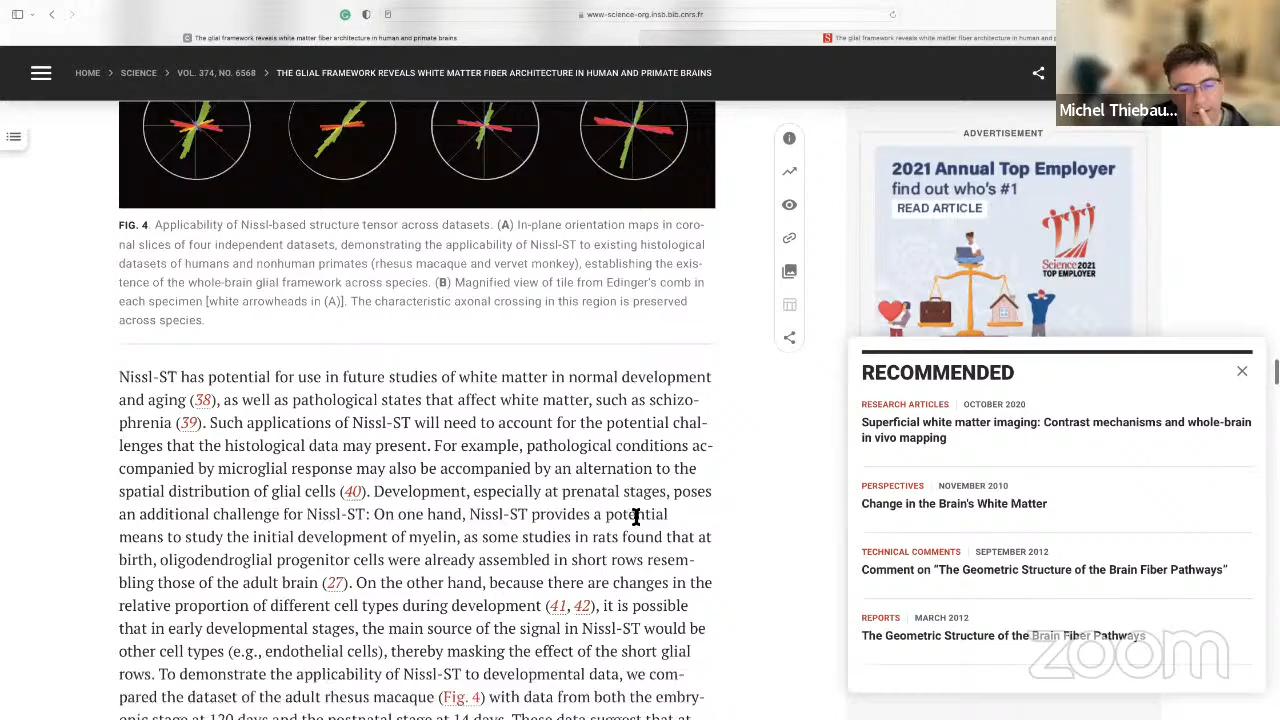 www-science-org.insb.bib.cnrs.fr
The glial framework reveals white matter fiber architecture in human and primate brains
The glial framework reveals white matter fiber architecture in human and p
HOME > SCIENCE > VOL. 374, NO. 6568 > THE GLIAL FRAMEWORK REVEALS WHITE MATTER FIBER ARCHITECTURE IN HUMAN AND PRIMATE BRAINS
Michel Thiebau...
FIG. 4 Applicability of Nissl-based structure tensor across datasets. (A) In-plane orientation maps in coro-
nal slices of four independent datasets, demonstrating the applicability of Nissl-ST to existing histological
datasets of humans and nonhuman primates (rhesus macaque and vervet monkey), establishing the exis-
tence of the whole-brain glial framework across species. (B) Magnified view of tile from Edinger's comb in
each specimen [white arrowheads in (A)]. The characteristic axonal crossing in this region is preserved
across species.
Nissl-ST has potential for use in future studies of white matter in normal development
and aging (38), as well as pathological states that affect white matter, such as schizo-
phrenia (39). Such applications of Nissl-ST will need to account for the potential chal-
lenges that the histological data may present. For example, pathological conditions ac-
companied by microglial response may also be accompanied by an alternation to the
spatial distribution of glial cells (40). Development, especially at prenatal stages, poses
an additional challenge for Nissl-ST: On one hand, Nissl-ST provides a potential
means to study the initial development of myelin, as some studies in rats found that at
birth, oligodendroglial progenitor cells were already assembled in short rows resem-
bling those of the adult brain (27). On the other hand, because there are changes in the
relative proportion of different cell types during development (41, 42), it is possible
that in early developmental stages, the main source of the signal in Nissl-ST would be
other cell types (e.g., endothelial cells), thereby masking the effect of the short glial
rows. To demonstrate the applicability of Nissl-ST to developmental data, we com-
pared the dataset of the adult rhesus macaque (Fig. 4) with data from both the embry-
onic stage at 120 days and the postnatal stage at 14 days. These data suggest that at
ADVERTISEMENT
2021 Annual Top Employer
find out who's #1
READ ARTICLE
Science 2021
TOP EMPLOYER
RECOMMENDED
RESEARCH ARTICLES | OCTOBER 2020
Superficial white matter imaging: Contrast mechanisms and whole-brain
in vivo mapping
PERSPECTIVES | NOVEMBER 2010
Change in the Brain's White Matter
TECHNICAL COMMENTS | SEPTEMBER 2012
Comment on "The Geometric Structure of the Brain Fiber Pathways"
REPORTS | MARCH 2012
The Geometric Structure of the Brain Fiber Pathways
zoom